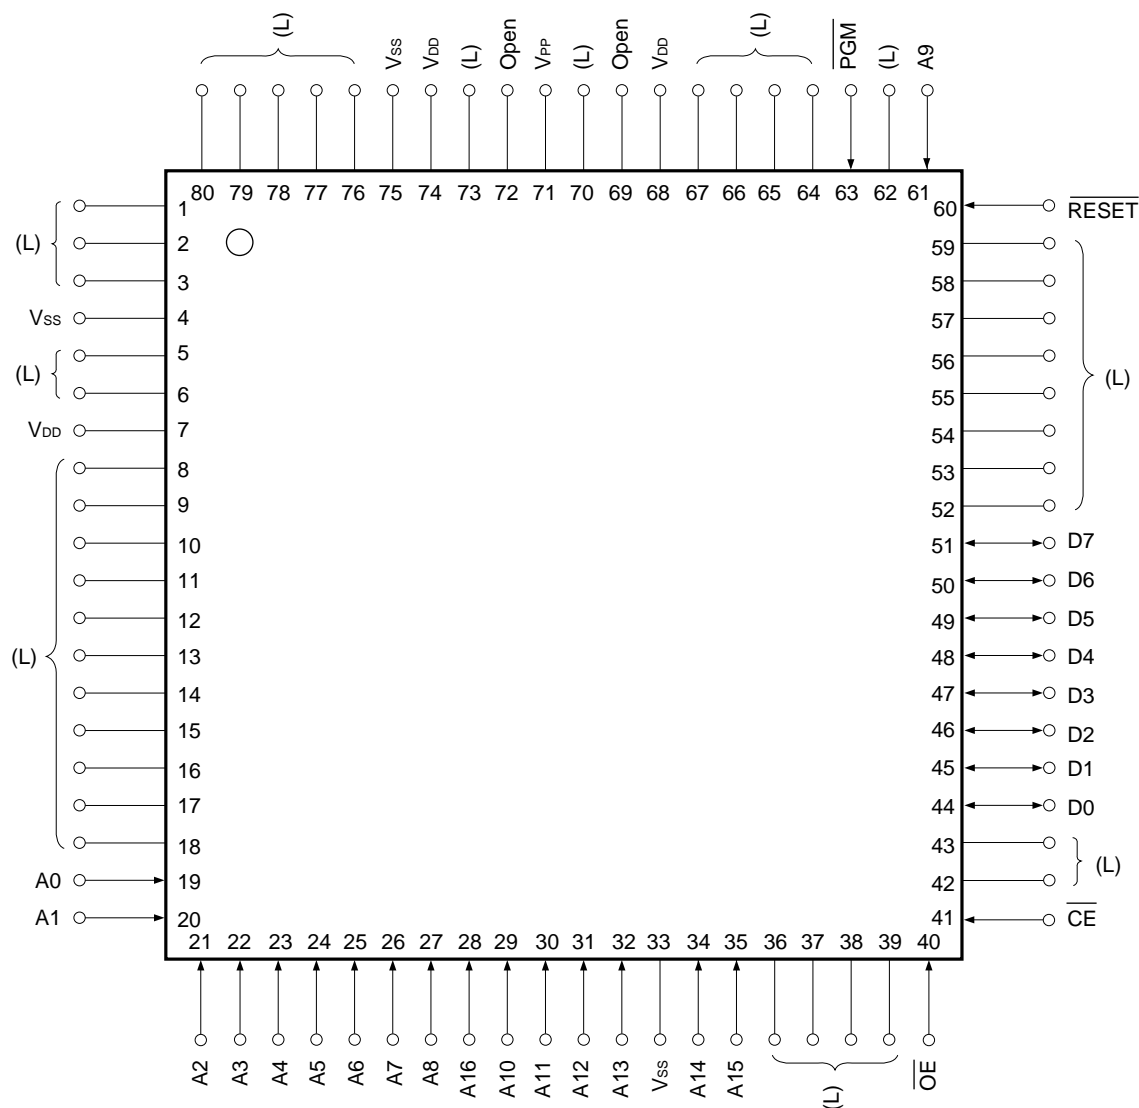 (L) VSS VDD (L) Open VPP (L) Open VDD (L) PGM (L) A9
80 79 78 77 76 75 74 73 72 71 70 69 68 67 66 65 64 63 62 61
1 60 RESET
(L) 2 59
3 58
VSS 4 57
5 56
(L) (L)
6 55
VDD 7 54
8 53
9 52
10 51 D7
11 50 D6
12 49 D5
(L) 13 48 D4
14 47 D3
15 46 D2
16 45 D1
17 44 D0
18 43
(L)
A0 19 42
A1 20 41 CE
21 22 23 24 25 26 27 28 29 30 31 32 33 34 35 36 37 38 39 40
A2 A3 A4 A5 A6 A7 A8 A16 A10 A11 A12 A13 VSS A14 A15 (L) OE